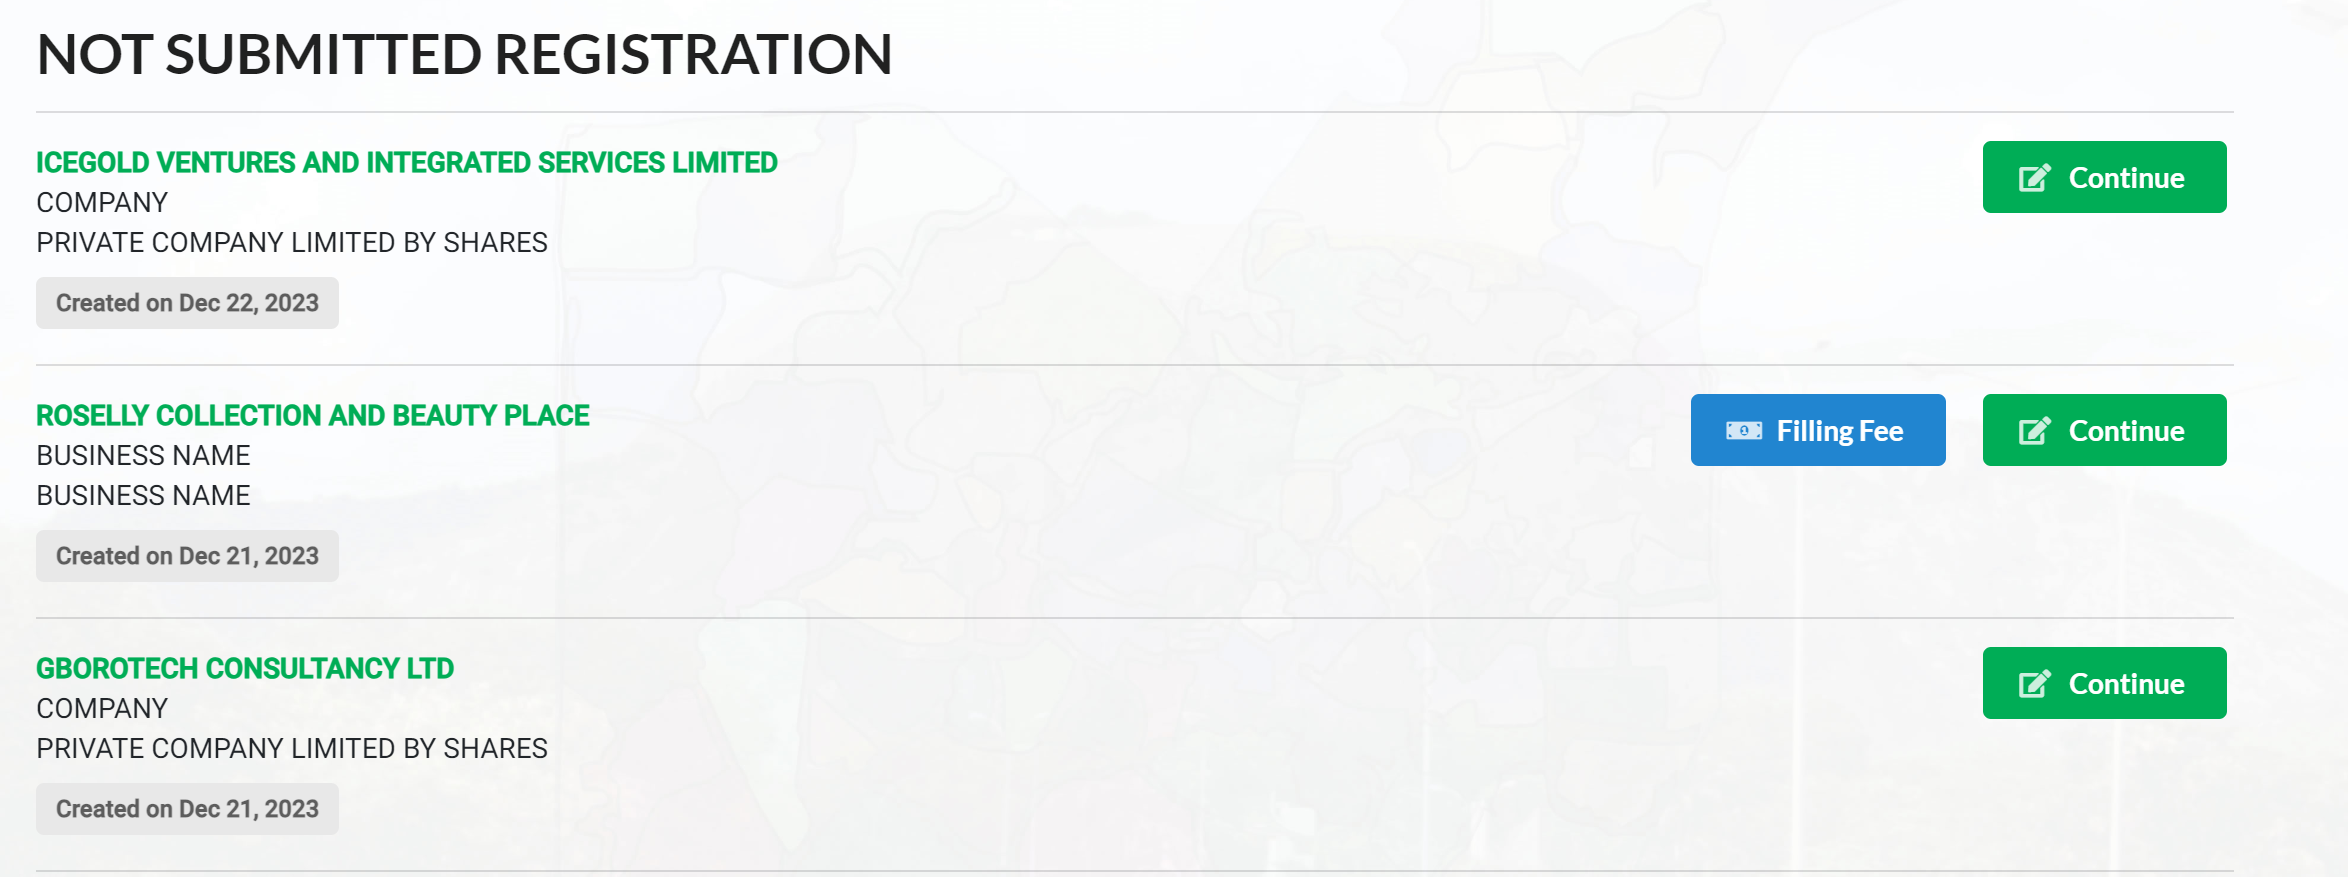 NOT SUBMITTED REGISTRATION
ICEGOLD VENTURES AND INTEGRATED SERVICES LIMITED
Continue
COMPANY
PRIVATE COMPANY LIMITED BY SHARES
Created on Dec 22, 2023
ROSELLY COLLECTION AND BEAUTY PLACE
Filling Fee
Continue
BUSINESS NAME
BUSINESS NAME
Created on Dec 21, 2023
GBOROTECH CONSULTANCY LTD
Continue
COMPANY
PRIVATE COMPANY LIMITED BY SHARES
Created on Dec 21, 2023